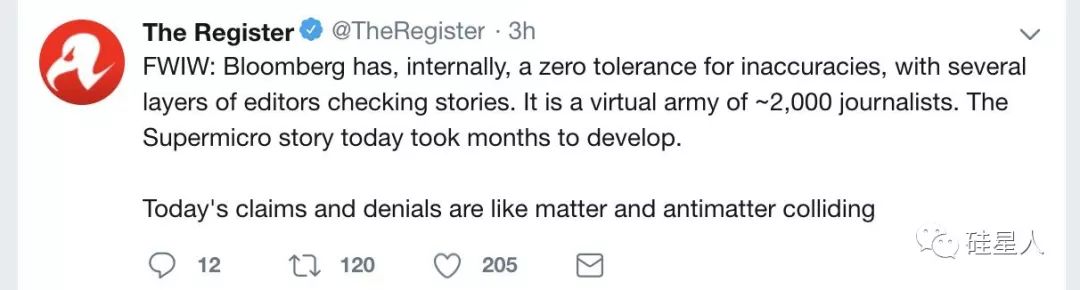 The Register @TheRegister · 3h
FWIW: Bloomberg has, internally, a zero tolerance for inaccuracies, with several
layers of editors checking stories. It is a virtual army of ~2,000 journalists. The
Supermicro story today took months to develop.
Today's claims and denials are like matter and antimatter colliding
12 120 205
硅星人